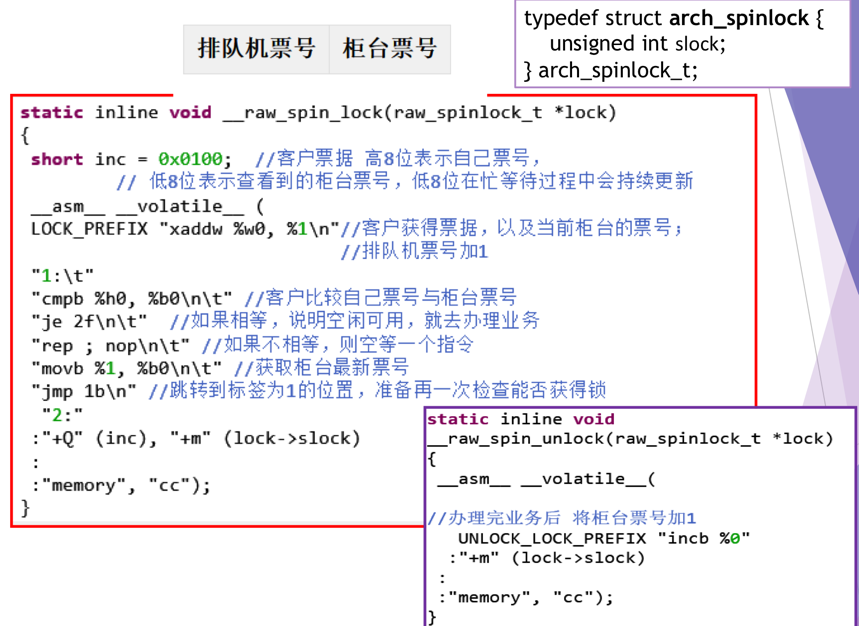 排队机票号 柜台票号
typedef struct arch_spinlock {
unsigned int slock;
} arch_spinlock_t;
static inline void __raw_spin_lock(raw_spinlock_t *lock)
{
short inc = 0x0100; //客户票据 高8位表示自己票号，
// 低8位表示查看到的柜台票号，低8位在忙等待过程中会持续更新
__asm__ __volatile__ (
LOCK_PREFIX "xaddw %w0, %1\n"//客户获得票据，以及当前柜台的票号；
//排队机票号加1
"1:\t"
"cmpb %h0, %b0\n\t" //客户比较自己票号与柜台票号
"je 2f\n\t" //如果相等，说明空闲可用，就去办理业务
"rep ; nop\n\t" //如果不相等，则空等一个指令
"movb %1, %b0\n\t" //获取柜台最新票号
"jmp 1b\n" //跳转到标签为1的位置，准备再一次检查能否获得锁
"2:"
:"+Q" (inc), "+m" (lock->slock)
:
:"memory", "cc");
}
static inline void
__raw_spin_unlock(raw_spinlock_t *lock)
{
__asm__ __volatile__(
//办理完业务后 将柜台票号加1
UNLOCK_LOCK_PREFIX "incb %0"
:"+m" (lock->slock)
:
:"memory", "cc");
}